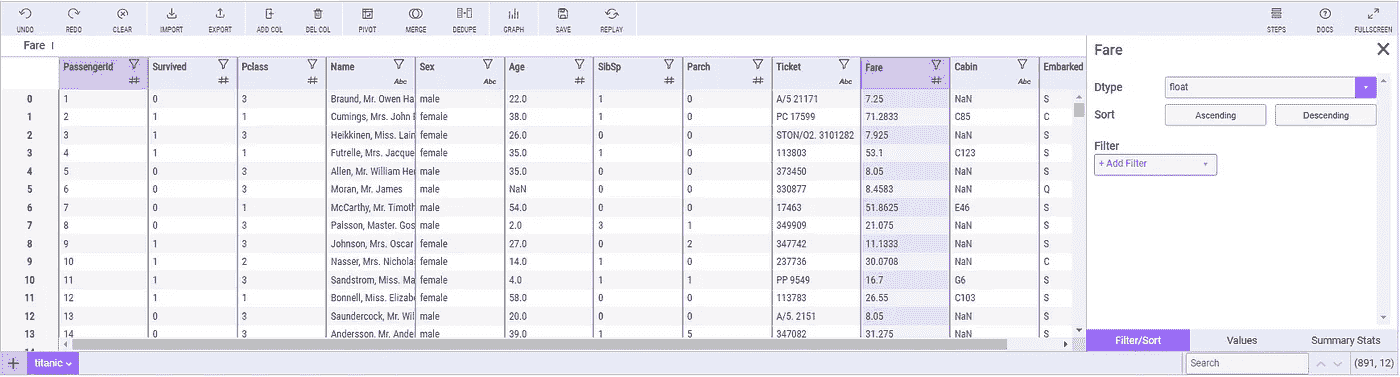 UNDO REDO CLEAR IMPORT EXPORT ADD COL DEL COL PIVOT MERGE DEDUPE GRAPH SAVE REPLAY STEPS DOCS FULLSCREEN
Fare
PassengerId Survived Pclass Name Sex Age SibSp Parch Ticket Fare Cabin Embarked
Abc Abc Abc Abc
0 1 0 3 Braund, Mr. Owen Ha male 22.0 1 0 A/5 21171 7.25 NaN S
1 2 1 1 Cumings, Mrs. John female 38.0 1 0 PC 17599 71.2833 C85 C
2 3 1 3 Heikkinen, Miss. Lain female 26.0 0 0 STON/O2. 3101282 7.925 NaN S
3 4 1 1 Futrelle, Mrs. Jacque female 35.0 1 0 113803 53.1 C123 S
4 5 0 3 Allen, Mr. William He male 35.0 0 0 373450 8.05 NaN S
5 6 0 3 Moran, Mr. James male NaN 0 0 330877 8.4583 NaN Q
6 7 0 1 McCarthy, Mr. Timoth male 54.0 0 0 17463 51.8625 E46 S
7 8 0 3 Palsson, Master. Gos male 2.0 3 1 349909 21.075 NaN S
8 9 1 3 Johnson, Mrs. Oscar female 27.0 0 2 347742 11.1333 NaN S
9 10 1 2 Nasser, Mrs. Nichola female 14.0 1 0 237736 30.0708 NaN C
10 11 1 3 Sandstrom, Miss. Ma female 4.0 1 1 PP 9549 16.7 G6 S
11 12 1 1 Bonnell, Miss. Elizab female 58.0 0 0 113783 26.55 C103 S
12 13 0 3 Saundercock, Mr. Wil male 20.0 0 0 A/5. 2151 8.05 NaN S
13 14 0 3 Andersson, Mr. Ande male 39.0 1 5 347082 31.275 NaN S
Fare
Dtype float
Sort Ascending Descending
Filter
+ Add Filter
Filter/Sort Values Summary Stats
+ titanic Search (891, 12)